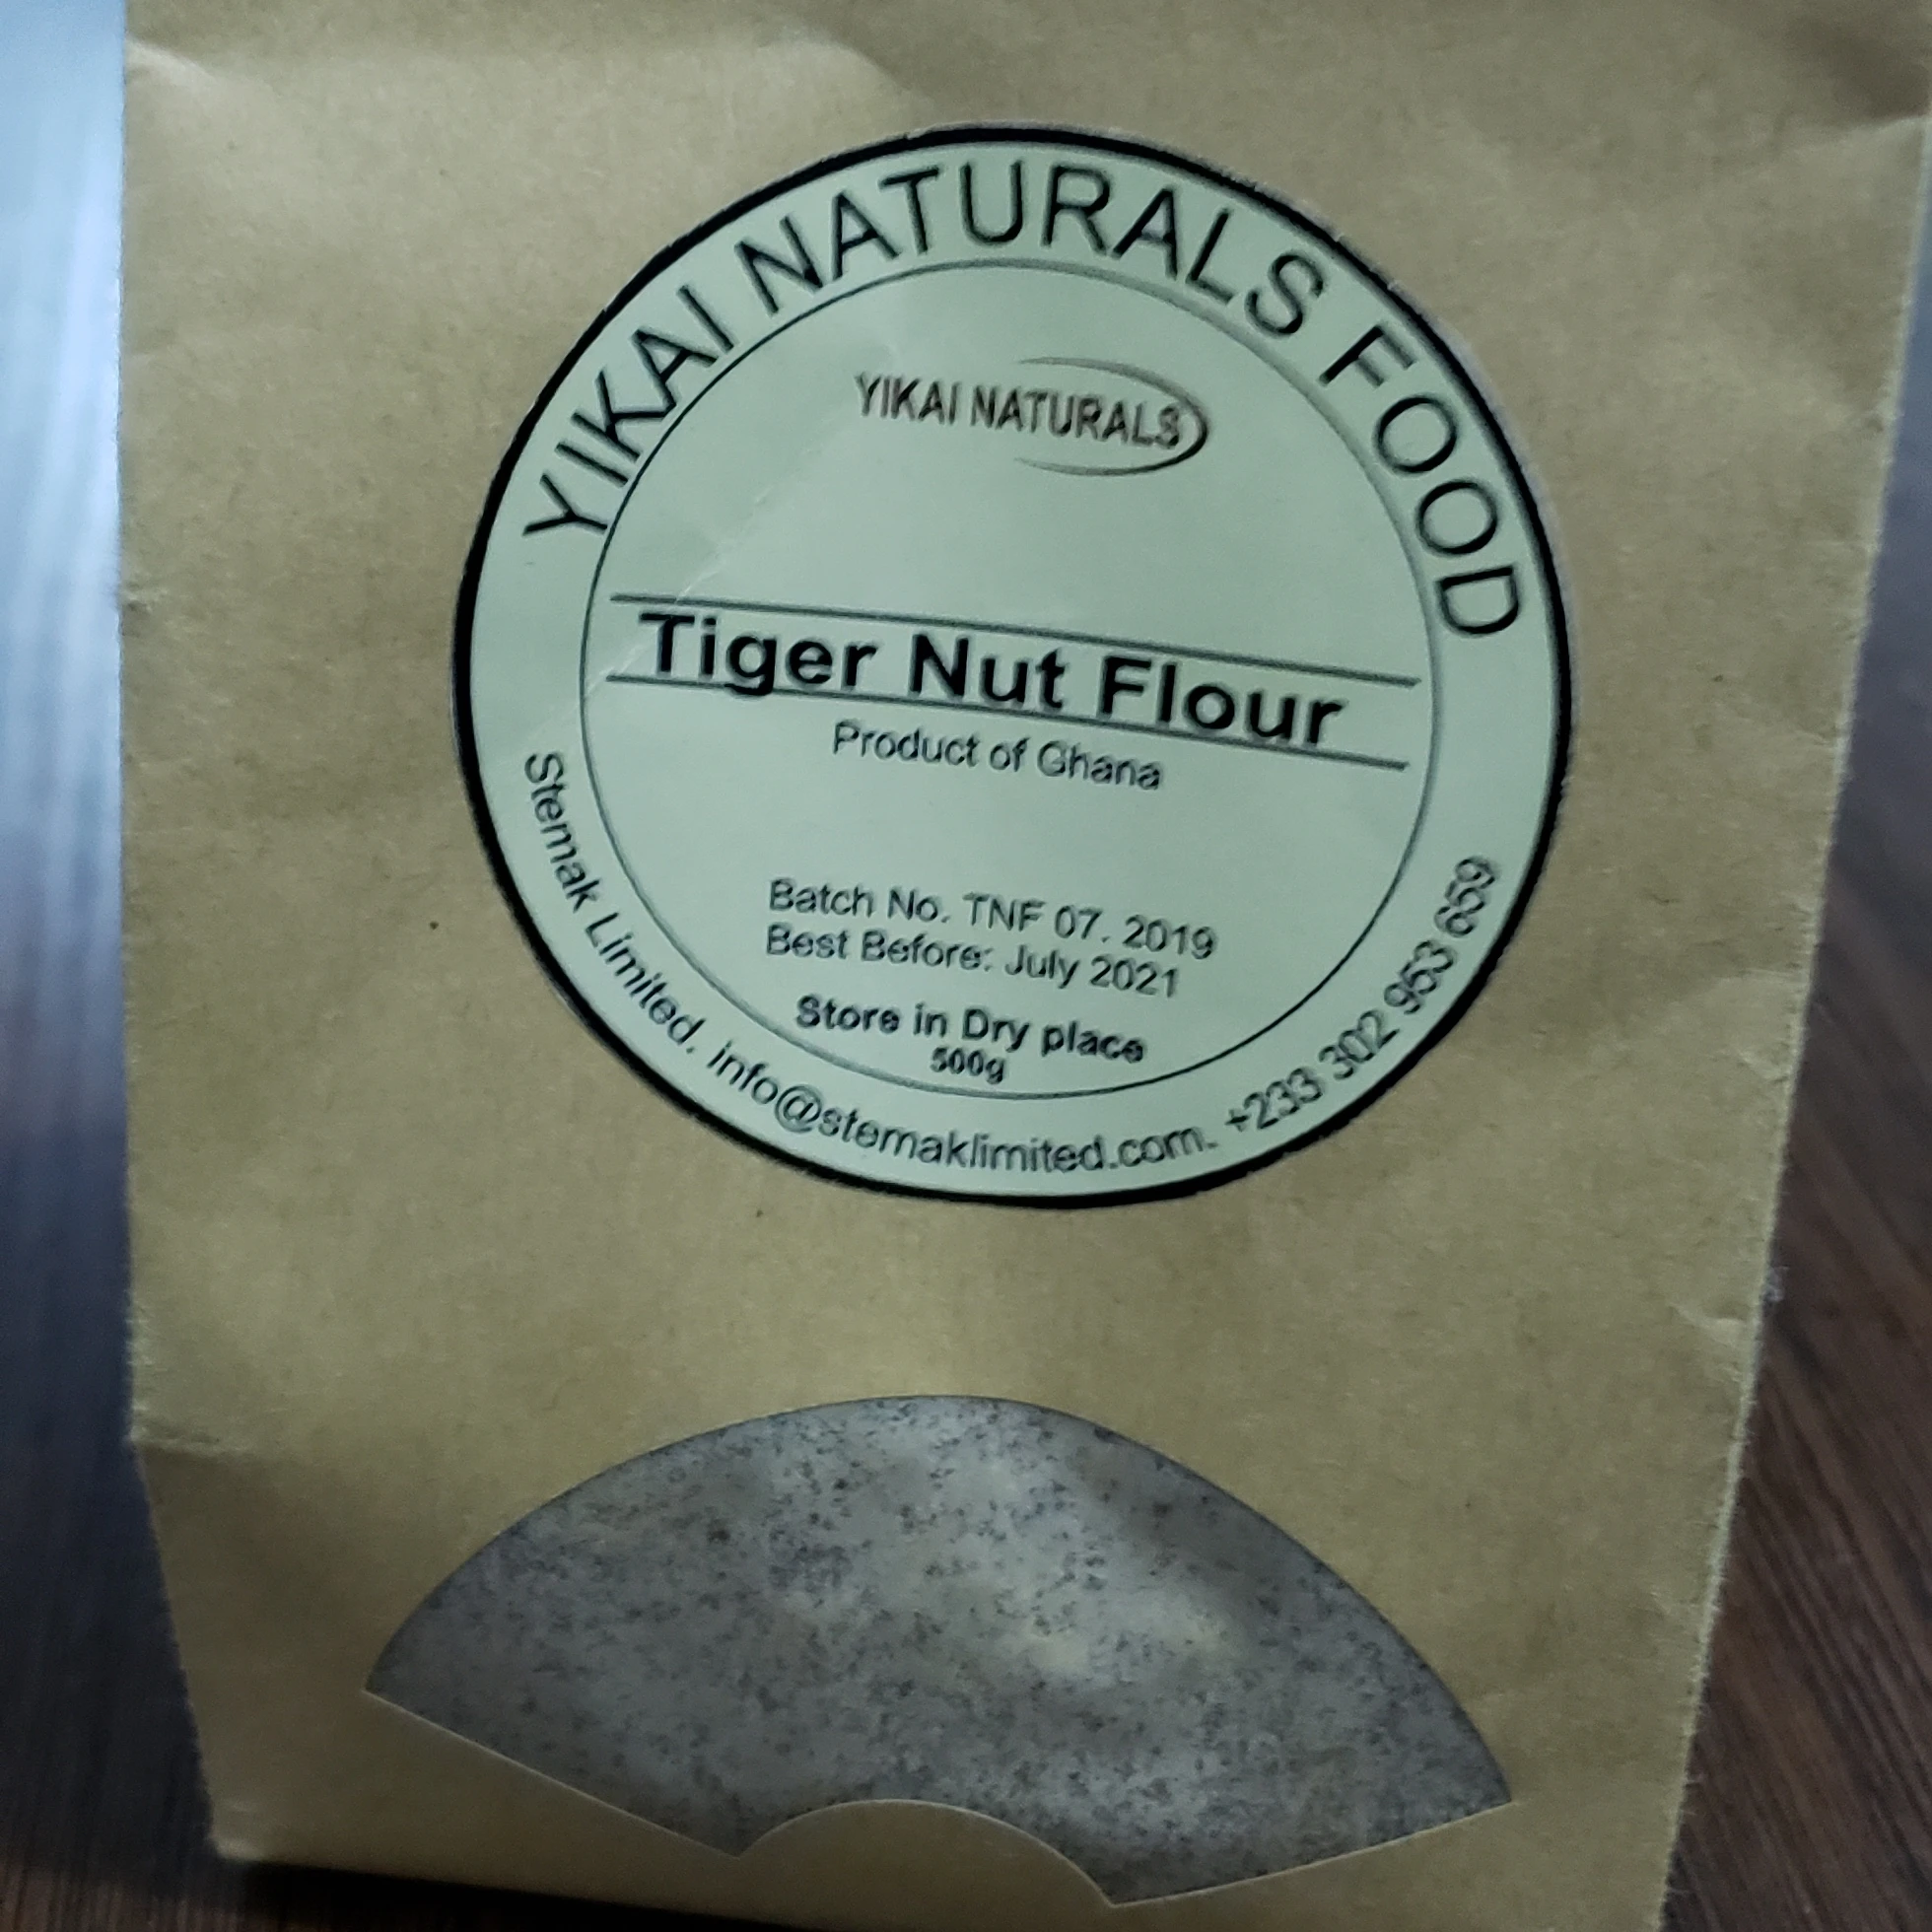 YIKAI NATURALS FOOD
YIKAI NATURALS
Tiger Nut Flour
Product of Ghana
Batch No. TNF 07. 2019
Best Before: July 2021
Store in Dry place
500g
Stemak Limited. info@stemaklimited.com. +233 302 953 659